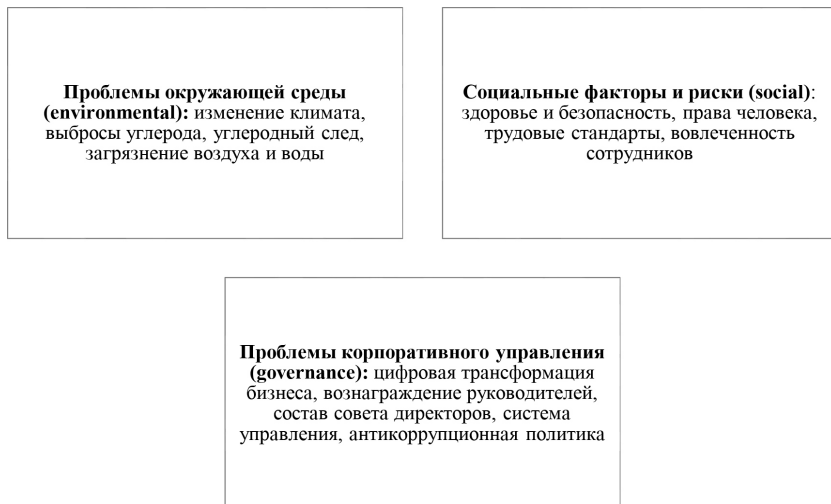 Проблемы окружающей среды
(environmental): изменение климата,
выбросы углерода, углеродный след,
загрязнение воздуха и воды
Социальные факторы и риски (social):
здоровье и безопасность, права человека,
трудовые стандарты, вовлеченность
сотрудников
Проблемы корпоративного управления
(governance): цифровая трансформация
бизнеса, вознаграждение руководителей,
состав совета директоров, система
управления, антикоррупционная политика